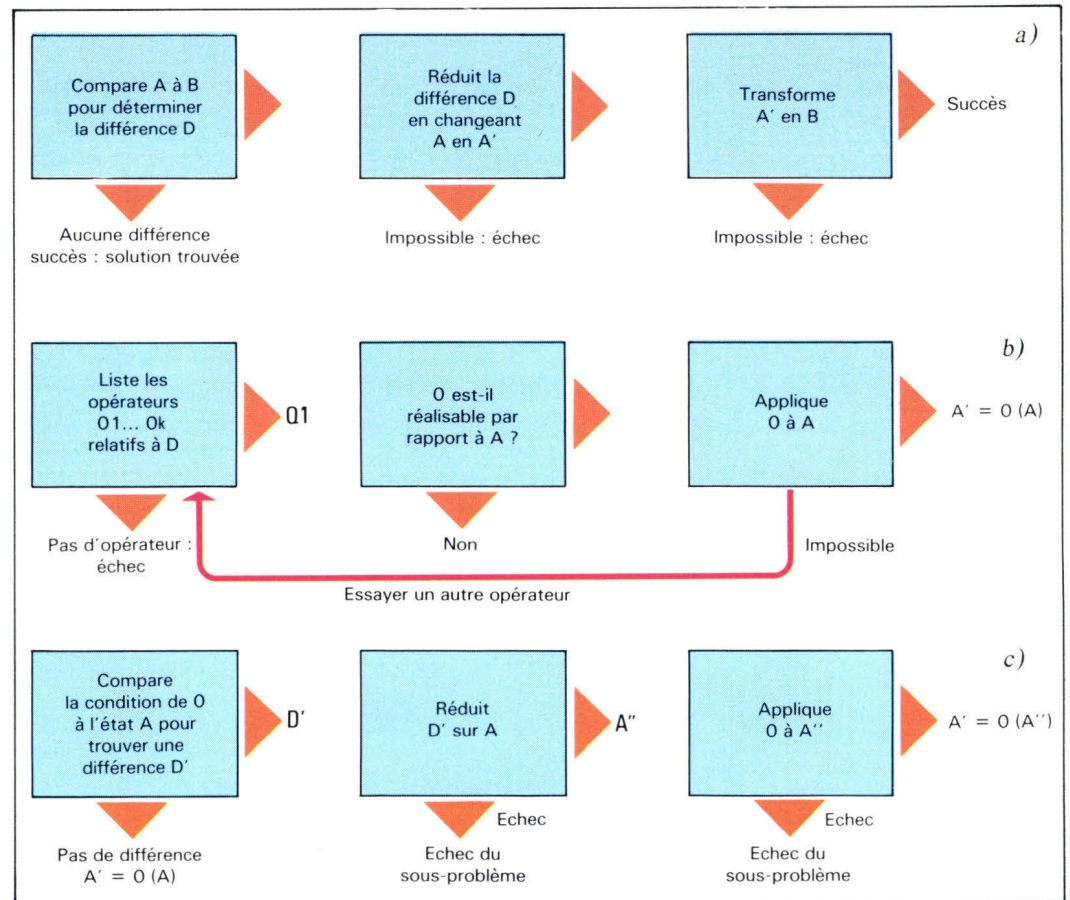 a)
Compare A à B
pour déterminer
la différence D
Réduit la
différence D
en changeant
A en A'
Transforme
A' en B
Succès
Aucune différence
succès : solution trouvée
Impossible : échec
Impossible : échec
b)
Liste les
opérateurs
O1... Ok
relatifs à D
O1
O est-il
réalisable par
rapport à A ?
Applique
O à A
A' = O (A)
Pas d'opérateur :
échec
Non
Impossible
Essayer un autre opérateur
c)
Compare
la condition de O
à l'état A pour
trouver une
différence D'
D'
Réduit
D' sur A
A''
Applique
O à A''
A' = O (A'')
Pas de différence
A' = O (A)
Echec
Echec du
sous-problème
Echec
Echec du
sous-problème